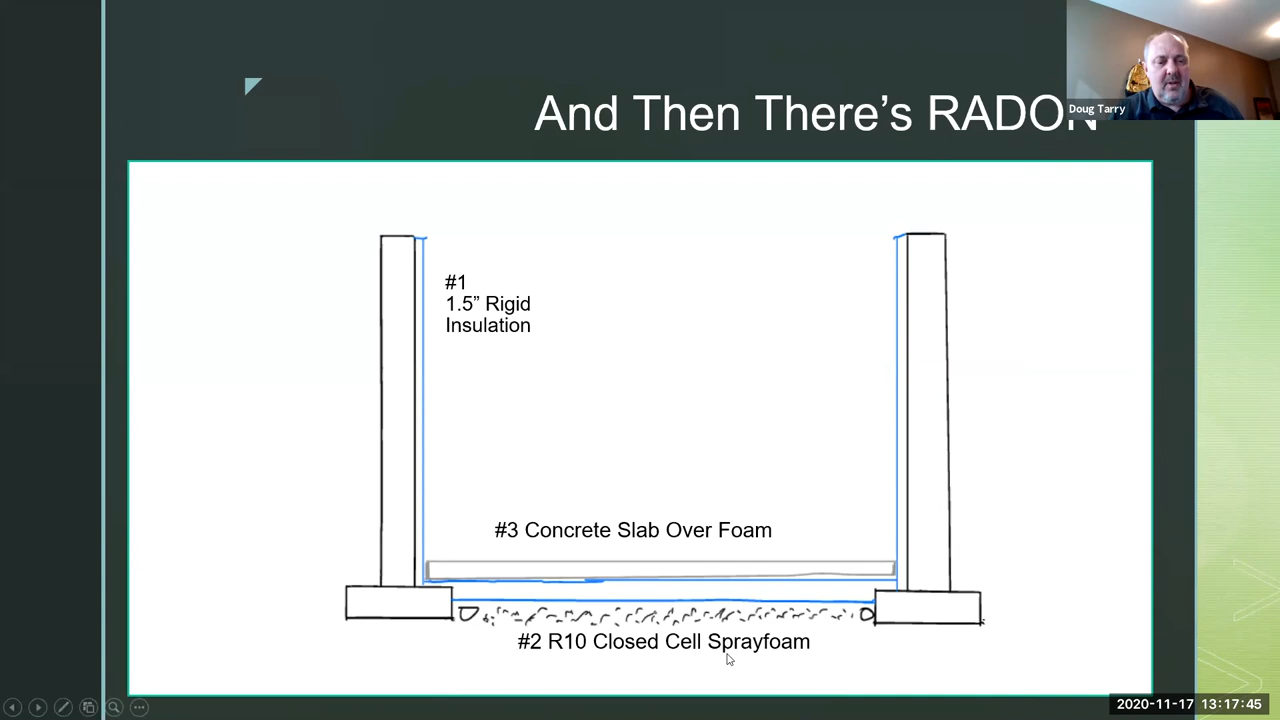 And Then There's RADON
Doug Tarry
#1
1.5” Rigid
Insulation
#3 Concrete Slab Over Foam
#2 R10 Closed Cell Sprayfoam
2020-11-17 13:17:45